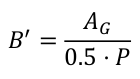 B′ = A_G / (0.5 · P)